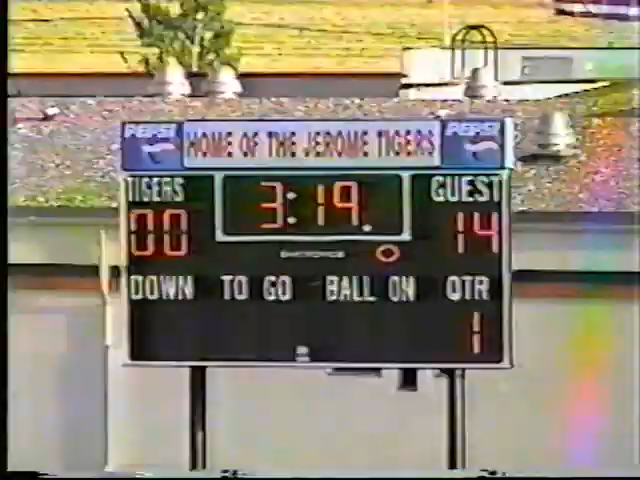 PEPSI HOME OF THE JEROME TIGERS PEPSI
TIGERS 3:19. GUEST
00 14
DOWN TO GO BALL ON QTR
1